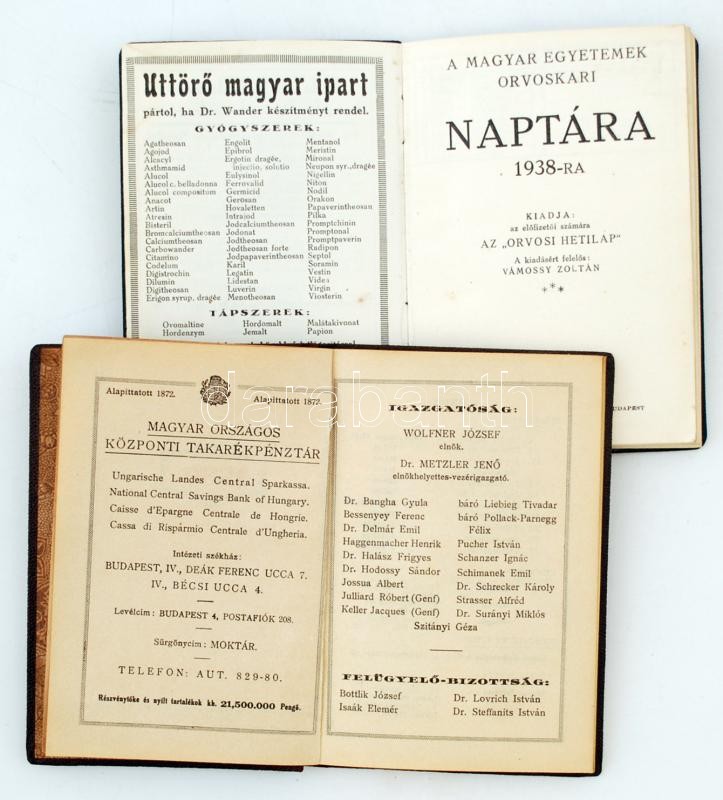 Uttörő magyar ipart
pártol, ha Dr. Wander készítményt rendel.
GYÓGYSZEREK:
Agatheosan Engolit Mentanol
Agojod Epibrol Meristin
Alcacyl Ergotin dragée, Mironal
Asthmamid injectio, solutio Neupon syr., dragée
Alucol Eulysinol Nigellin
Alucol c. belladonna Ferrovalid Niton
Alucol compositum Germicid Nodil
Anacot Gerosan Orakon
Artin Hovaletten Papaverintheosan
Atresin Intrajod Pilka
Bisteril Jodcalciumtheosan Promptchinin
Bromcalciumtheosan Jodonat Promptonal
Calciumtheosan Jodtheosan Promptpaverin
Carbowander Jodtheosan forte Radipon
Citamino Jodpapaverintheosan Septol
Codelum Karil Soramin
Digistrochin Legatin Vestin
Dilumin Lidestan Videa
Digitheosan Luverin Virgin
Erigon syrup, dragée Menotheosan Viosterin
TÁPSZEREK:
Ovomaltine Hordomalt Malátakivonat
Hordenzym Jemalt Papion
A MAGYAR EGYETEMEK
ORVOSKARI
NAPTÁRA
1938-RA
KIADJA:
az előfizetői számára
AZ „ORVOSI HETILAP"
A kiadásért felelős:
VÁMOSSY ZOLTÁN
***
BUDAPEST
Alapíttatott 1872. Alapíttatott 1872.
MAGYAR ORSZÁGOS
KÖZPONTI TAKARÉKPÉNZTÁR
Ungarische Landes Central Sparkassa.
National Central Savings Bank of Hungary.
Caisse d'Epargne Centrale de Hongrie.
Cassa di Rispármio Centrale d'Ungheria.
Intézeti székház:
BUDAPEST, IV., DEÁK FERENC UCCA 7.
IV., BÉCSI UCCA 4.
Levélcim: BUDAPEST 4, POSTAFIÓK 208.
Sürgönycim: MOKTÁR.
TELEFON: AUT. 829-80.
Részvénytőke és nyílt tartalékok kb. 21,500.000 Pengő.
IGAZGATÓSÁG:
WOLFNER JÓZSEF
elnök.
Dr. METZLER JENŐ
elnökhelyettes-vezérigazgató.
Dr. Bangha Gyula báró Liebieg Tivadar
Bessenyey Ferenc báró Pollack-Parnegg
Dr. Delmár Emil Félix
Haggenmacher Henrik Pucher István
Dr. Halász Frigyes Schanzer Ignác
Dr. Hodossy Sándor Schimanek Emil
Jossua Albert Dr. Schrecker Károly
Julliard Róbert (Genf) Strasser Alfréd
Keller Jacques (Genf) Dr. Surányi Miklós
Szitányi Géza
FELÜGYELŐ-BIZOTTSÁG:
Bottlik József Dr. Lovrich István
Isaák Elemér Dr. Steffanits István
darabanth